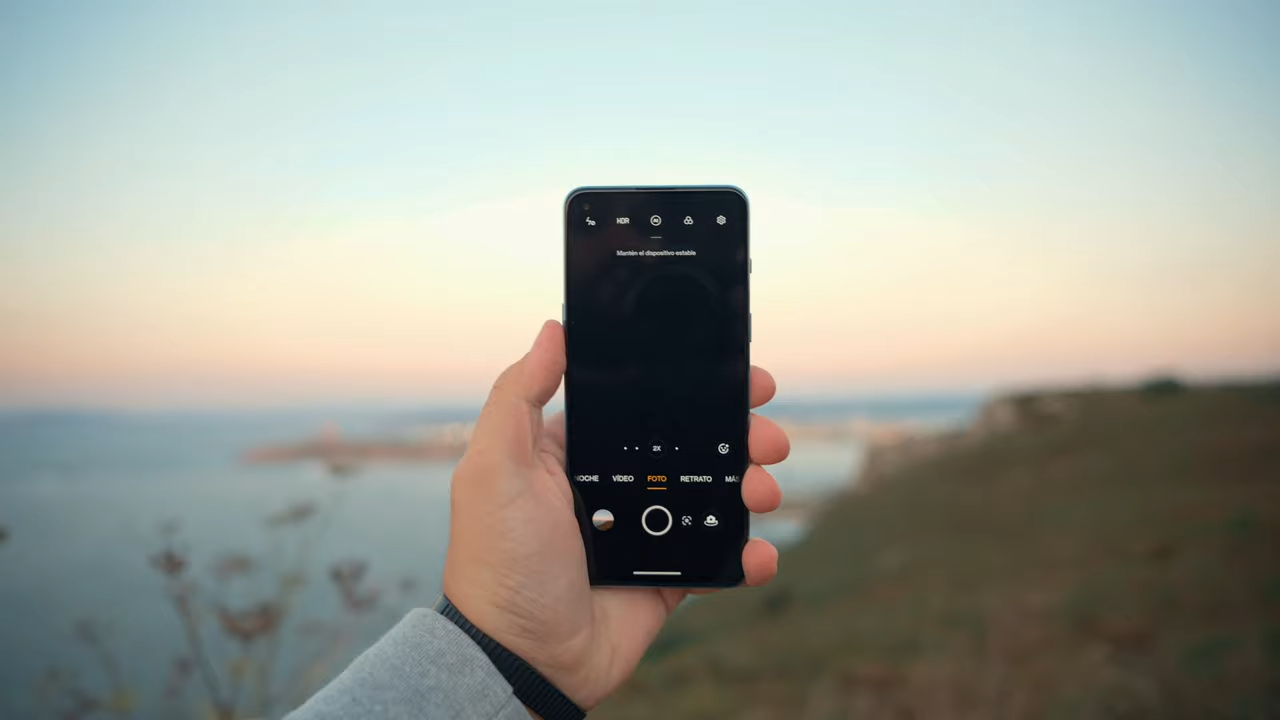 HDR
Mantén el dispositivo estable
2X
NOCHE VÍDEO FOTO RETRATO MÁS